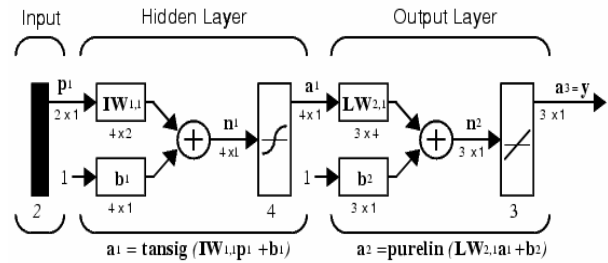 Input Hidden Layer Output Layer
p1 a1 a3 = y
IW1,1 LW2,1
2 x 1 n1 4 x 1 n2 3 x 1
4 x 2 4 x 1 3 x 4 3 x 1
1 b1 1 b2
4 x 1 3 x 1
2 4 3
a1 = tansig (IW1,1p1 +b1) a2 =purelin (LW2,1a1+b2)